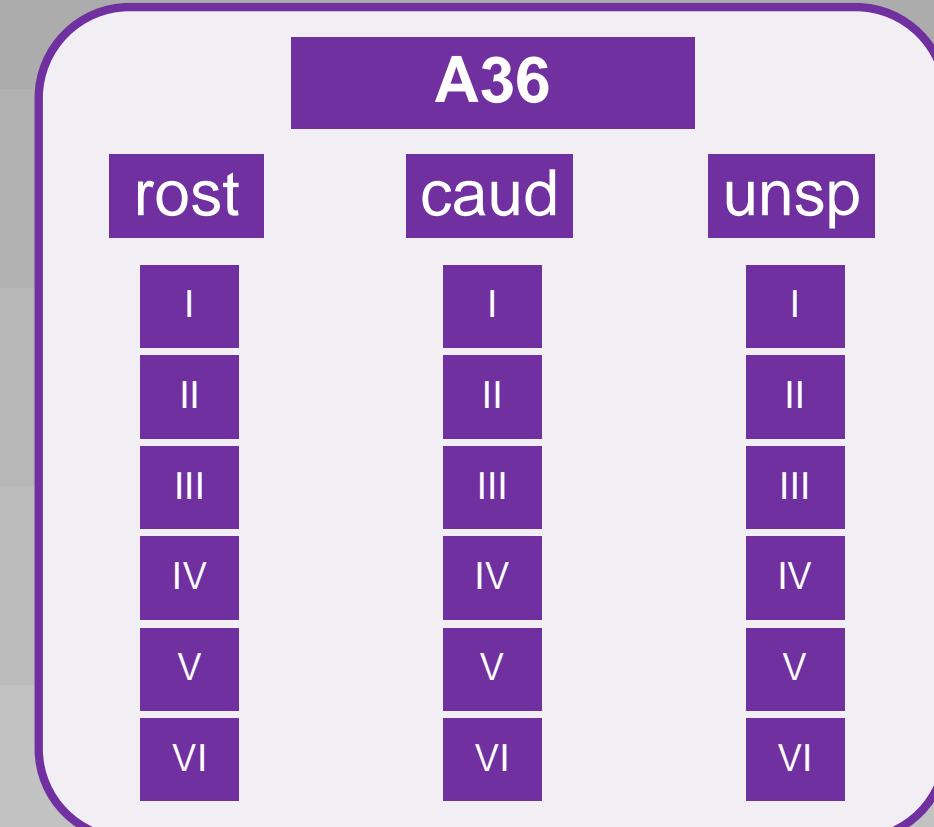 A36
rost caud unsp
I I I
II II II
III III III
IV IV IV
V V V
VI VI VI